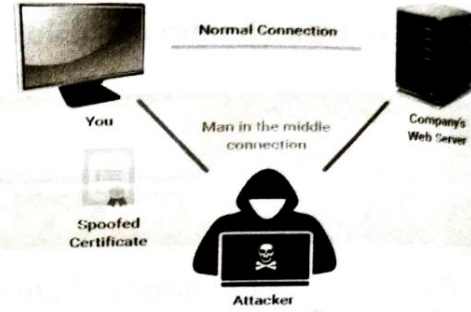 Normal Connection
You
Company's
Web Server
Man in the middle
connection
Spoofed
Certificate
Attacker